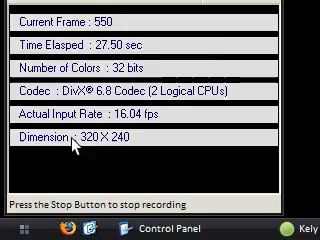 Current Frame : 550
Time Elasped : 27.50 sec
Number of Colors : 32 bits
Codec : DivX® 6.8 Codec (2 Logical CPUs)
Actual Input Rate : 16.04 fps
Dimension : 320 X 240
Press the Stop Button to stop recording
Control Panel
Kely